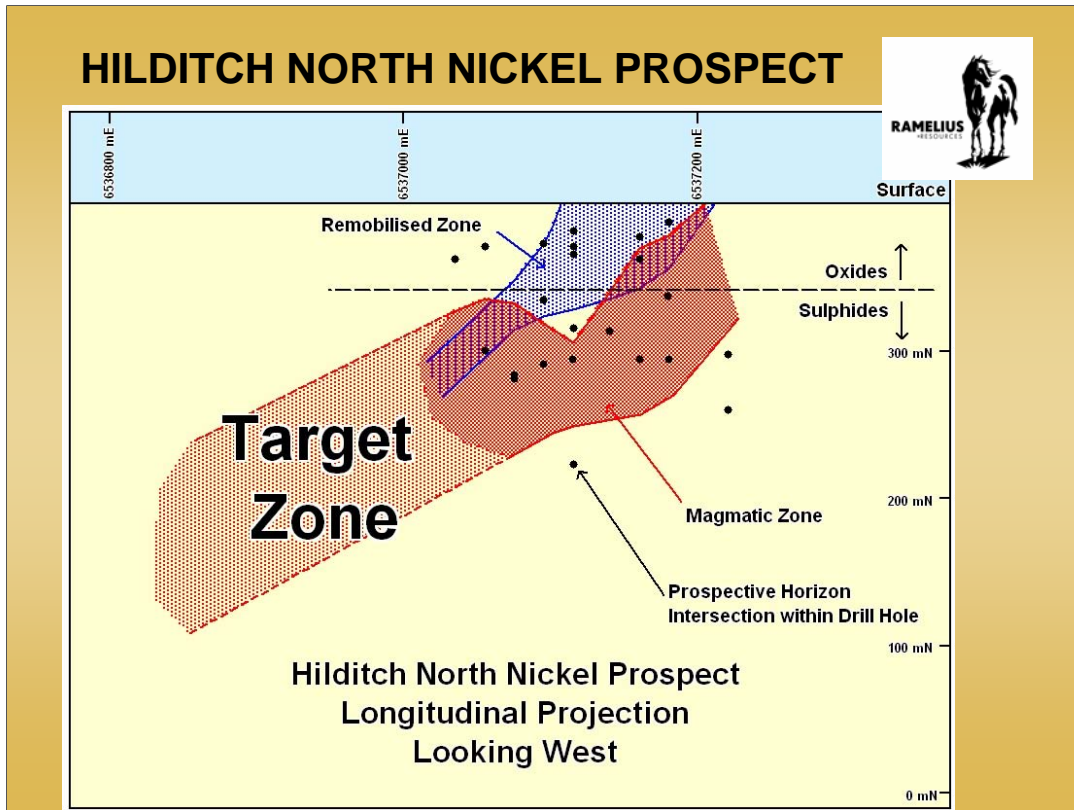 HILDITCH NORTH NICKEL PROSPECT
RAMELIUS
RESOURCES
6536800 mE
6537000 mE
6537200 mE
Surface
Remobilised Zone
Oxides
Sulphides
300 mN
Target
Zone
200 mN
Magmatic Zone
Prospective Horizon
Intersection within Drill Hole
100 mN
Hilditch North Nickel Prospect
Longitudinal Projection
Looking West
0 mN